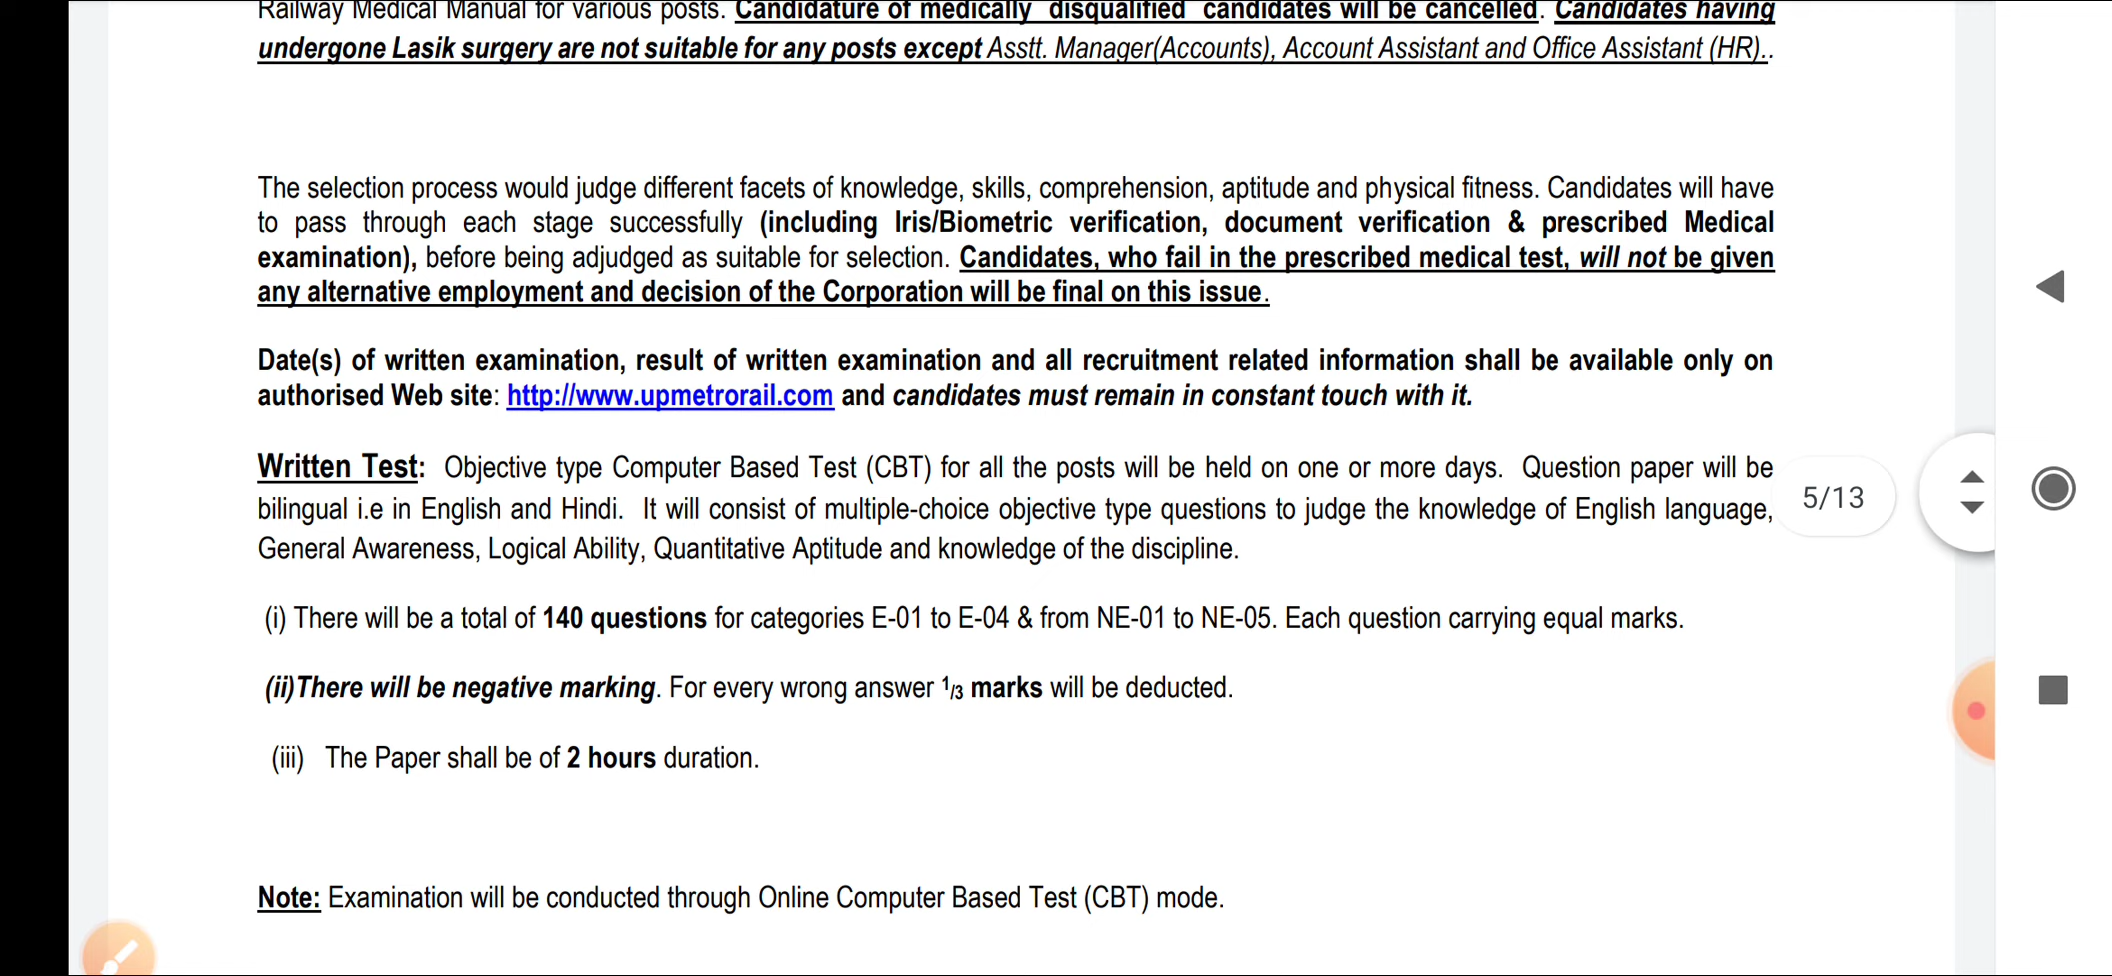 Railway Medical Manual for various posts. Candidature of medically disqualified candidates will be cancelled. Candidates having
undergone Lasik surgery are not suitable for any posts except Asstt. Manager(Accounts), Account Assistant and Office Assistant (HR)..
The selection process would judge different facets of knowledge, skills, comprehension, aptitude and physical fitness. Candidates will have
to pass through each stage successfully (including Iris/Biometric verification, document verification & prescribed Medical
examination), before being adjudged as suitable for selection. Candidates, who fail in the prescribed medical test, will not be given
any alternative employment and decision of the Corporation will be final on this issue.
Date(s) of written examination, result of written examination and all recruitment related information shall be available only on
authorised Web site: http://www.upmetrorail.com and candidates must remain in constant touch with it.
Written Test: Objective type Computer Based Test (CBT) for all the posts will be held on one or more days. Question paper will be
bilingual i.e in English and Hindi. It will consist of multiple-choice objective type questions to judge the knowledge of English language,
General Awareness, Logical Ability, Quantitative Aptitude and knowledge of the discipline.
5/13
(i) There will be a total of 140 questions for categories E-01 to E-04 & from NE-01 to NE-05. Each question carrying equal marks.
(ii)There will be negative marking. For every wrong answer 1/3 marks will be deducted.
(iii) The Paper shall be of 2 hours duration.
Note: Examination will be conducted through Online Computer Based Test (CBT) mode.